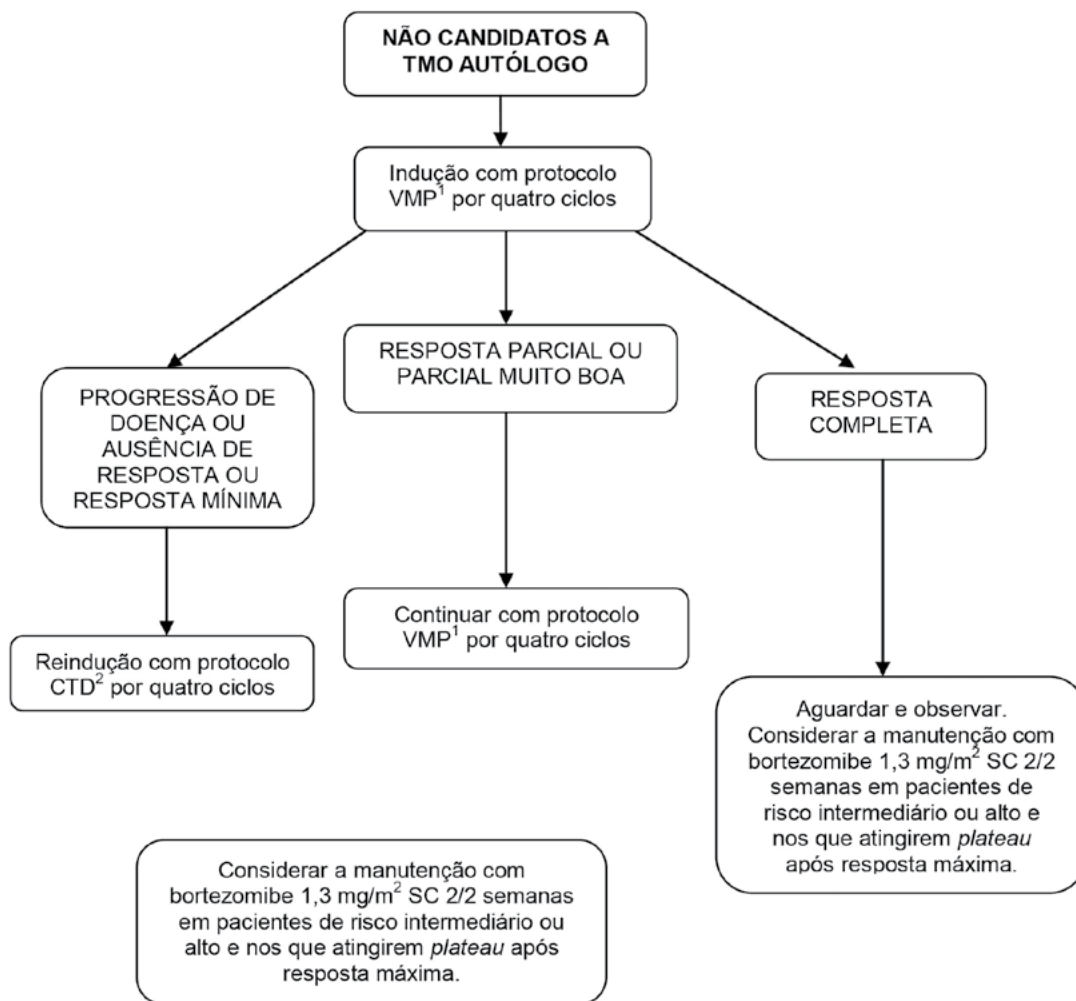 NÃO CANDIDATOS A
TMO AUTÓLOGO
Indução com protocolo
VMP¹ por quatro ciclos
PROGRESSÃO DE
DOENÇA OU
AUSÊNCIA DE
RESPOSTA OU
RESPOSTA MÍNIMA
RESPOSTA PARCIAL OU
PARCIAL MUITO BOA
RESPOSTA
COMPLETA
Reindução com protocolo
CTD² por quatro ciclos
Continuar com protocolo
VMP¹ por quatro ciclos
Aguardar e observar.
Considerar a manutenção com
bortezomibe 1,3 mg/m² SC 2/2
semanas em pacientes de
risco intermediário ou alto e
nos que atingirem plateau
após resposta máxima.
Considerar a manutenção com
bortezomibe 1,3 mg/m² SC 2/2 semanas
em pacientes de risco intermediário ou
alto e nos que atingirem plateau após
resposta máxima.